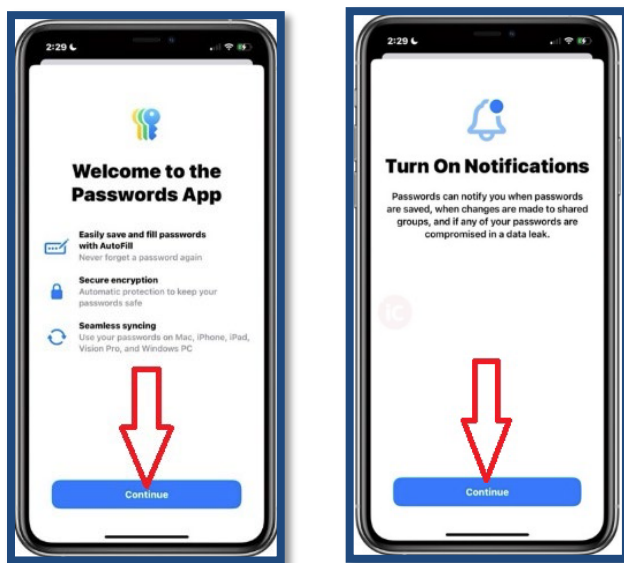 2:29
Welcome to the
Passwords App
Easily save and fill passwords
with AutoFill
Never forget a password again
Secure encryption
Automatic protection to keep your
passwords safe
Seamless syncing
Use your passwords on Mac, iPhone, iPad,
Vision Pro, and Windows PC
Continue
2:29
Turn On Notifications
Passwords can notify you when passwords
are saved, when changes are made to shared
groups, and if any of your passwords are
compromised in a data leak.
iC
Continue